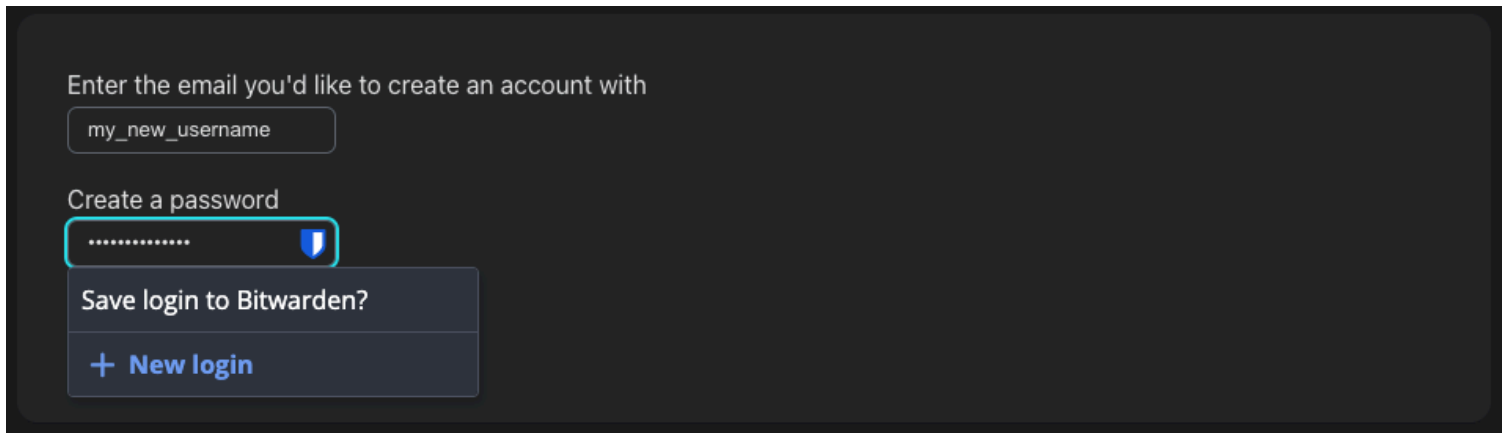 Enter the email you'd like to create an account with
my_new_username
Create a password
••••••••••••••
Save login to Bitwarden?
+ New login